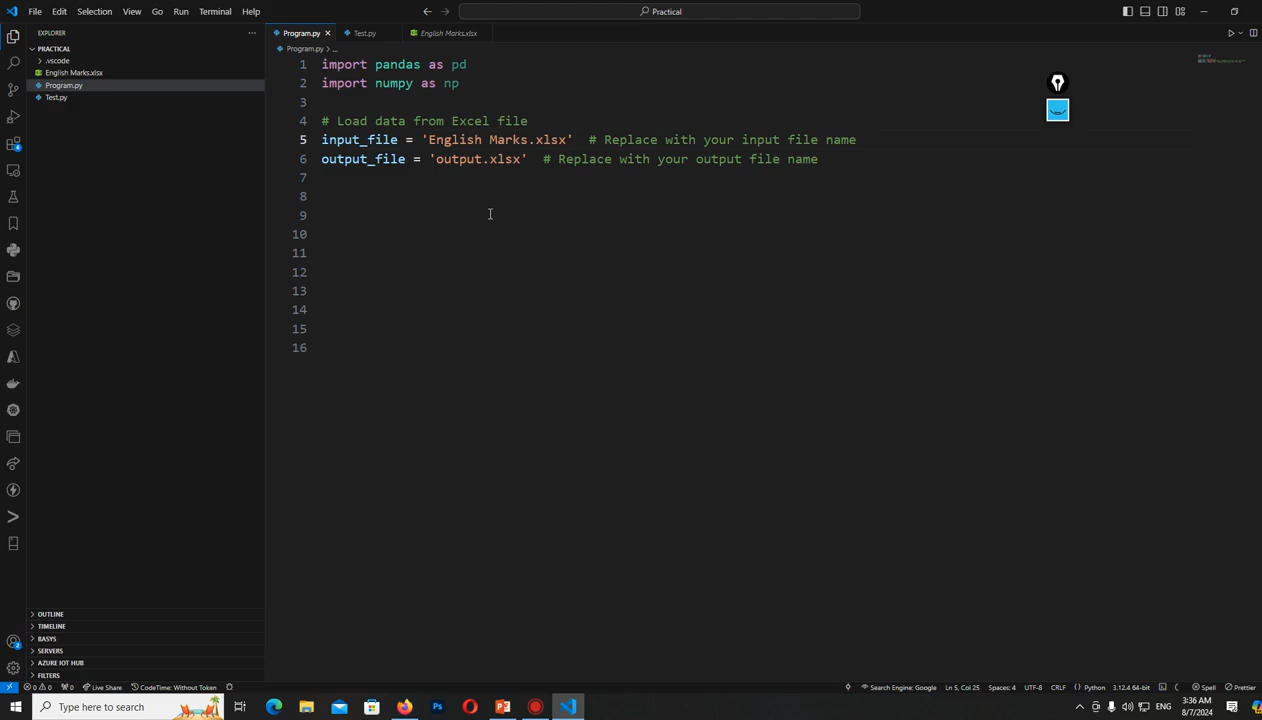 File Edit Selection View Go Run Terminal Help
Practical
EXPLORER
PRACTICAL
.vscode
English Marks.xlsx
Program.py
Test.py
OUTLINE
TIMELINE
BASYS
SERVERS
AZURE IOT HUB
FILTERS
Program.py Test.py English Marks.xlsx
Program.py > ...
1 import pandas as pd
2 import numpy as np
3
4 # Load data from Excel file
5 input_file = 'English Marks.xlsx' # Replace with your input file name
6 output_file = 'output.xlsx' # Replace with your output file name
7
8
9
10
11
12
13
14
15
16
0 0 0 Live Share CodeTime: Without Token Search Engine: Google Ln 5, Col 25 Spaces: 4 UTF-8 CRLF Python 3.12.4 64-bit Spell Prettier
Type here to search
ENG
3:36 AM
8/7/2024